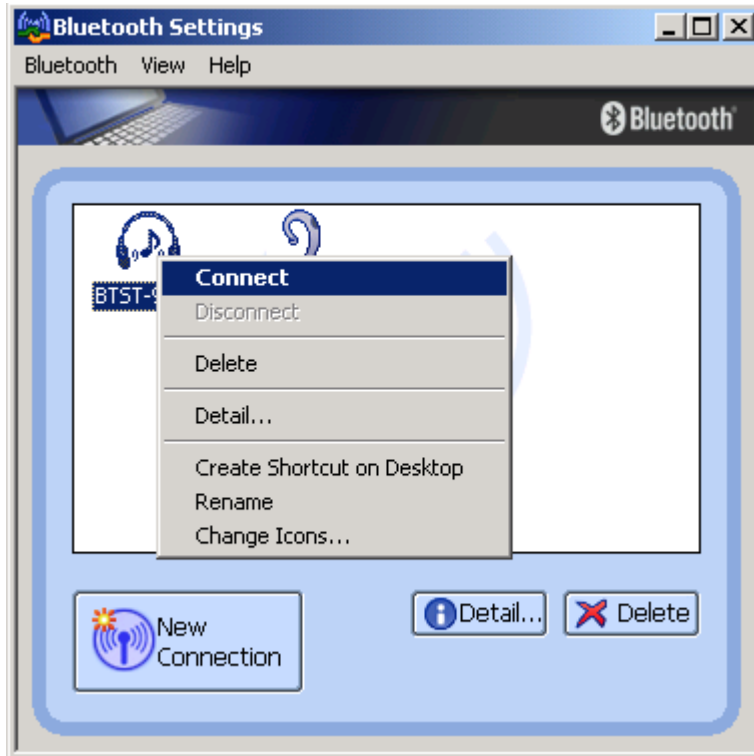 Bluetooth Settings
Bluetooth View Help
Bluetooth
BTST-
Connect
Disconnect
Delete
Detail...
Create Shortcut on Desktop
Rename
Change Icons...
New
Connection
Detail...
Delete